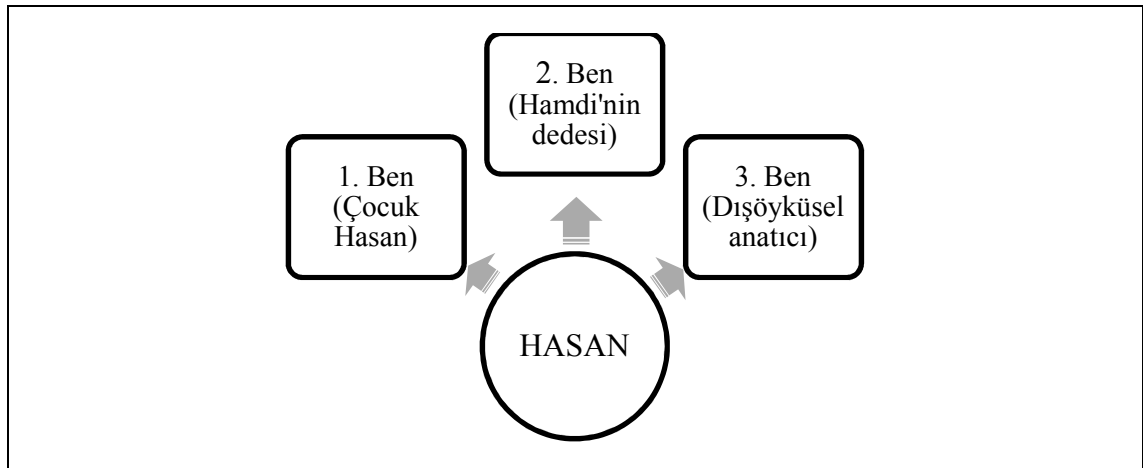 2. Ben
(Hamdi'nin
dedesi)
1. Ben
(Çocuk
Hasan)
3. Ben
(Dışöyküsel
anatıcı)
HASAN